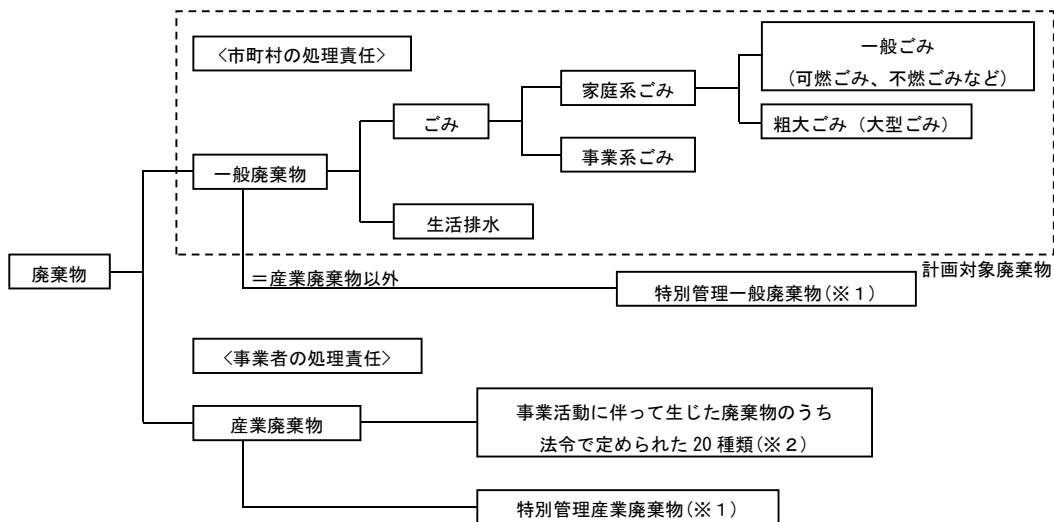 〈市町村の処理責任〉
一般ごみ
(可燃ごみ、不燃ごみなど)
家庭系ごみ
ごみ
粗大ごみ（大型ごみ）
事業系ごみ
一般廃棄物
生活排水
廃棄物
＝産業廃棄物以外
計画対象廃棄物
特別管理一般廃棄物(※１)
〈事業者の処理責任〉
産業廃棄物
事業活動に伴って生じた廃棄物のうち
法令で定められた 20 種類(※２)
特別管理産業廃棄物(※１)